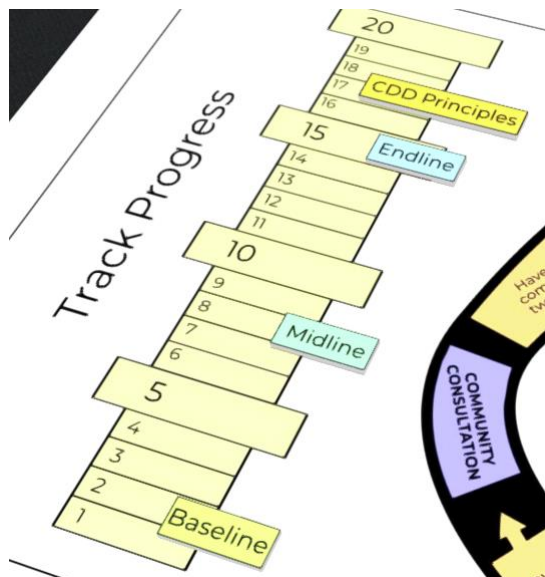 Track Progress
20
19
18
17
CDD Principles
16
15
Endline
14
13
12
11
10
9
8
Midline
7
6
5
4
3
2
Baseline
1
Have
COMMUNITY
CONSULTATION